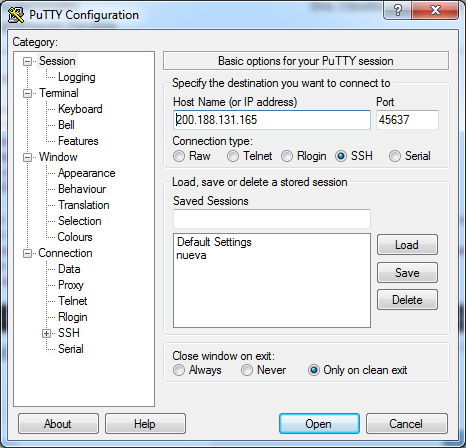 PuTTY Configuration
Category:
Session
Logging
Terminal
Keyboard
Bell
Features
Window
Appearance
Behaviour
Translation
Selection
Colours
Connection
Data
Proxy
Telnet
Rlogin
SSH
Serial
Basic options for your PuTTY session
Specify the destination you want to connect to
Host Name (or IP address) Port
200.188.131.165 45637
Connection type:
Raw Telnet Rlogin SSH Serial
Load, save or delete a stored session
Saved Sessions
Default Settings
nueva
Load
Save
Delete
Close window on exit:
Always Never Only on clean exit
About Help Open Cancel